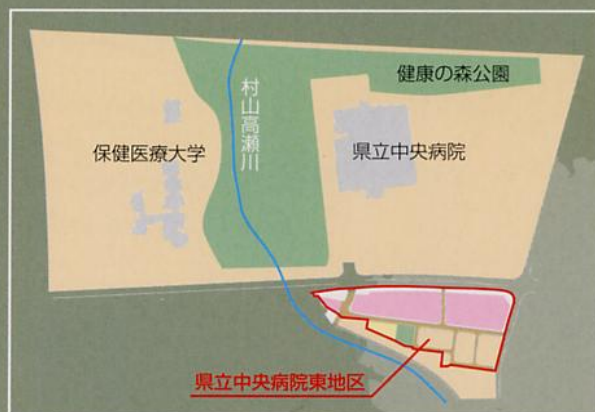 健康の森公園
村山高瀬川
保健医療大学
県立中央病院
県立中央病院東地区